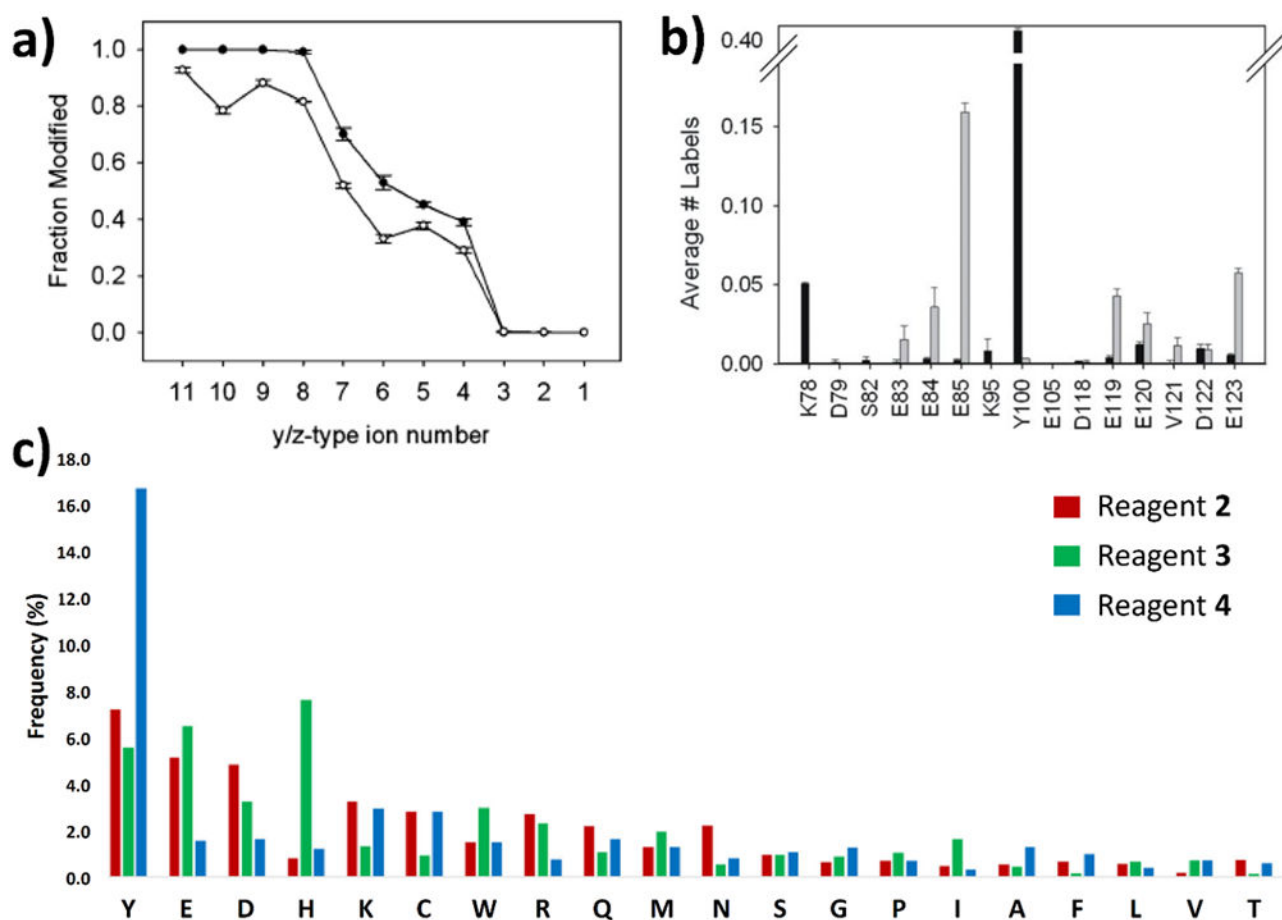 a)
Fraction Modified
1.0
0.8
0.6
0.4
0.2
0.0
11 10 9 8 7 6 5 4 3 2 1
y/z-type ion number
b)
Average # Labels
0.40
0.15
0.10
0.05
0.00
K78 D79 S82 E83 E84 E85 K95 Y100 E105 D118 E119 E120 V121 D122 E123
c)
Frequency (%)
18.0
16.0
14.0
12.0
10.0
8.0
6.0
4.0
2.0
0.0
Y E D H K C W R Q M N S G P I A F L V T
Reagent 2
Reagent 3
Reagent 4